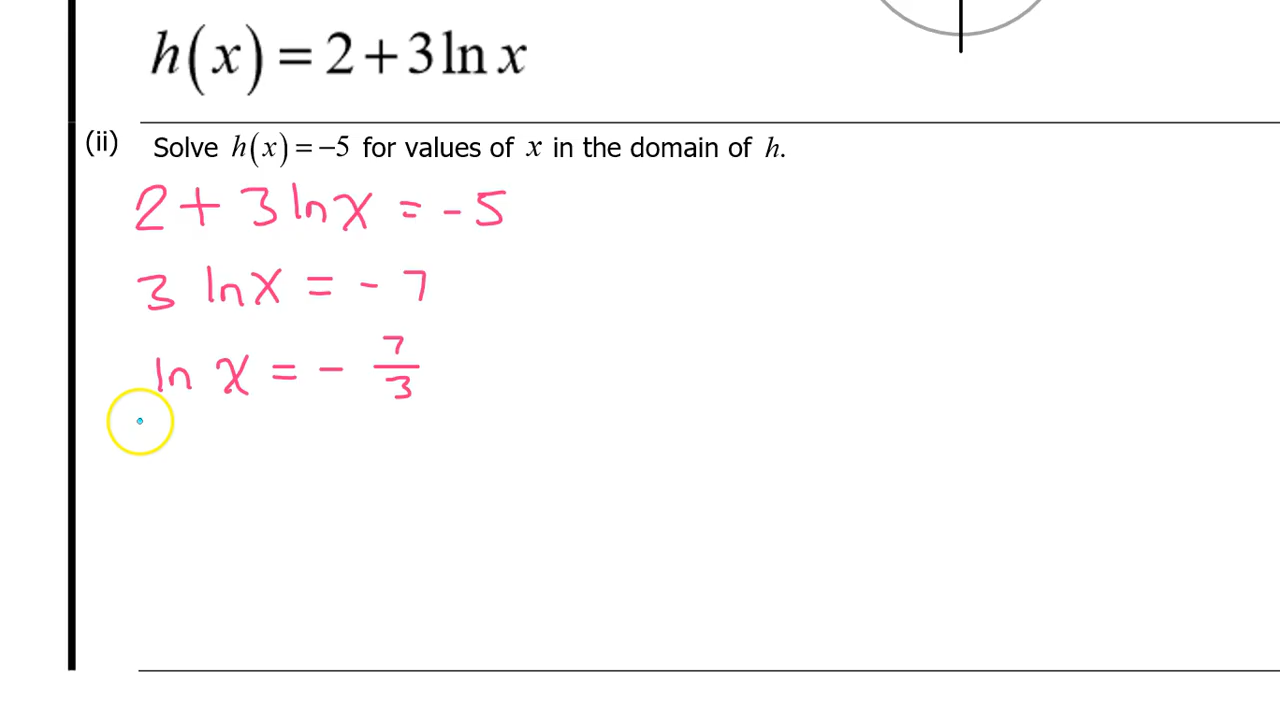 h(x) = 2 + 3 ln x
(ii) Solve h(x) = −5 for values of x in the domain of h.
2 + 3 ln x = - 5
3 ln x = - 7
ln x = - 7/3